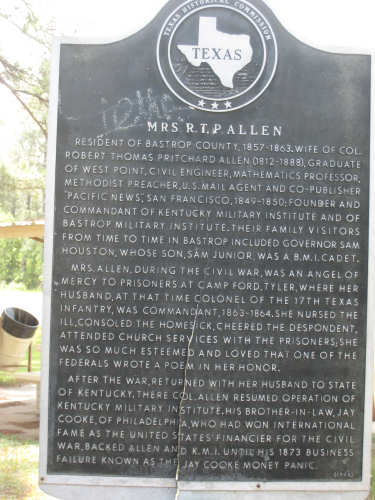 TEXAS HISTORICAL COMMISSION
TEXAS
MRS R.T.P. ALLEN
RESIDENT OF BASTROP COUNTY, 1857-1863. WIFE OF COL.
ROBERT THOMAS PRITCHARD ALLEN (1812-1888), GRADUATE
OF WEST POINT, CIVIL ENGINEER, MATHEMATICS PROFESSOR,
METHODIST PREACHER, U.S. MAIL AGENT AND CO-PUBLISHER
"PACIFIC NEWS", SAN FRANCISCO, 1849-1850; FOUNDER AND
COMMANDANT OF KENTUCKY MILITARY INSTITUTE AND OF
BASTROP MILITARY INSTITUTE. THEIR FAMILY VISITORS
FROM TIME TO TIME IN BASTROP INCLUDED GOVERNOR SAM
HOUSTON, WHOSE SON, SAM JUNIOR, WAS A B.M.I. CADET.
MRS. ALLEN, DURING THE CIVIL WAR, WAS AN ANGEL OF
MERCY TO PRISONERS AT CAMP FORD, TYLER, WHERE HER
HUSBAND, AT THAT TIME COLONEL OF THE 17TH TEXAS
INFANTRY, WAS COMMANDANT, 1863-1864. SHE NURSED THE
ILL, CONSOLED THE HOMESICK, CHEERED THE DESPONDENT,
ATTENDED CHURCH SERVICES WITH THE PRISONERS; SHE
WAS SO MUCH ESTEEMED AND LOVED THAT ONE OF THE
FEDERALS WROTE A POEM IN HER HONOR.
AFTER THE WAR, RETURNED WITH HER HUSBAND TO STATE
OF KENTUCKY. THERE COL. ALLEN RESUMED OPERATION OF
KENTUCKY MILITARY INSTITUTE. HIS BROTHER-IN-LAW, JAY
COOKE, OF PHILADELPHIA, WHO HAD WON INTERNATIONAL
FAME AS THE UNITED STATES' FINANCIER FOR THE CIVIL
WAR, BACKED ALLEN AND K.M.I. UNTIL HIS 1873 BUSINESS
FAILURE KNOWN AS THE JAY COOKE MONEY PANIC.